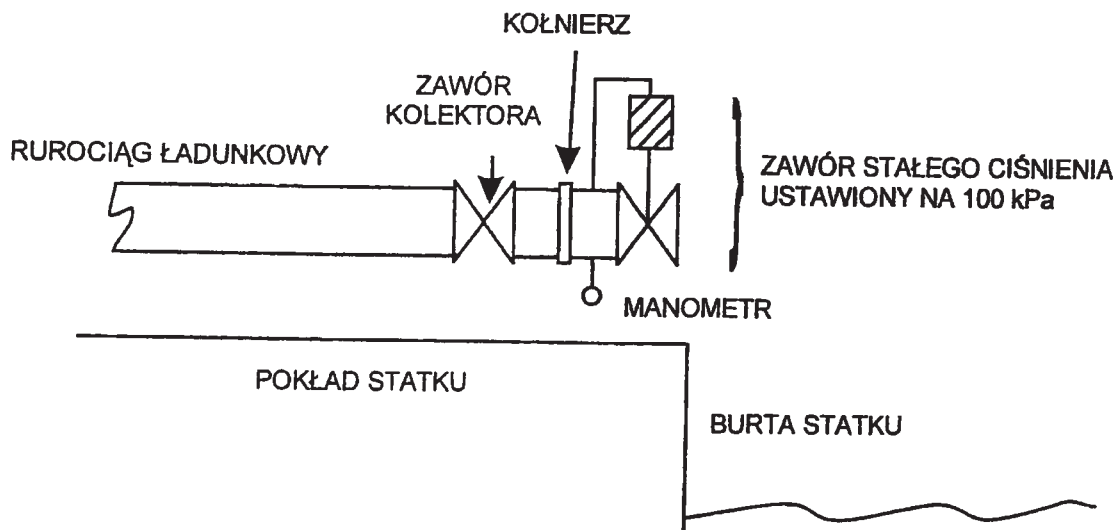 KOŁNIERZ
ZAWÓR
KOLEKTORA
RUROCIĄG ŁADUNKOWY
ZAWÓR STAŁEGO CIŚNIENIA
USTAWIONY NA 100 kPa
MANOMETR
POKŁAD STATKU
BURTA STATKU